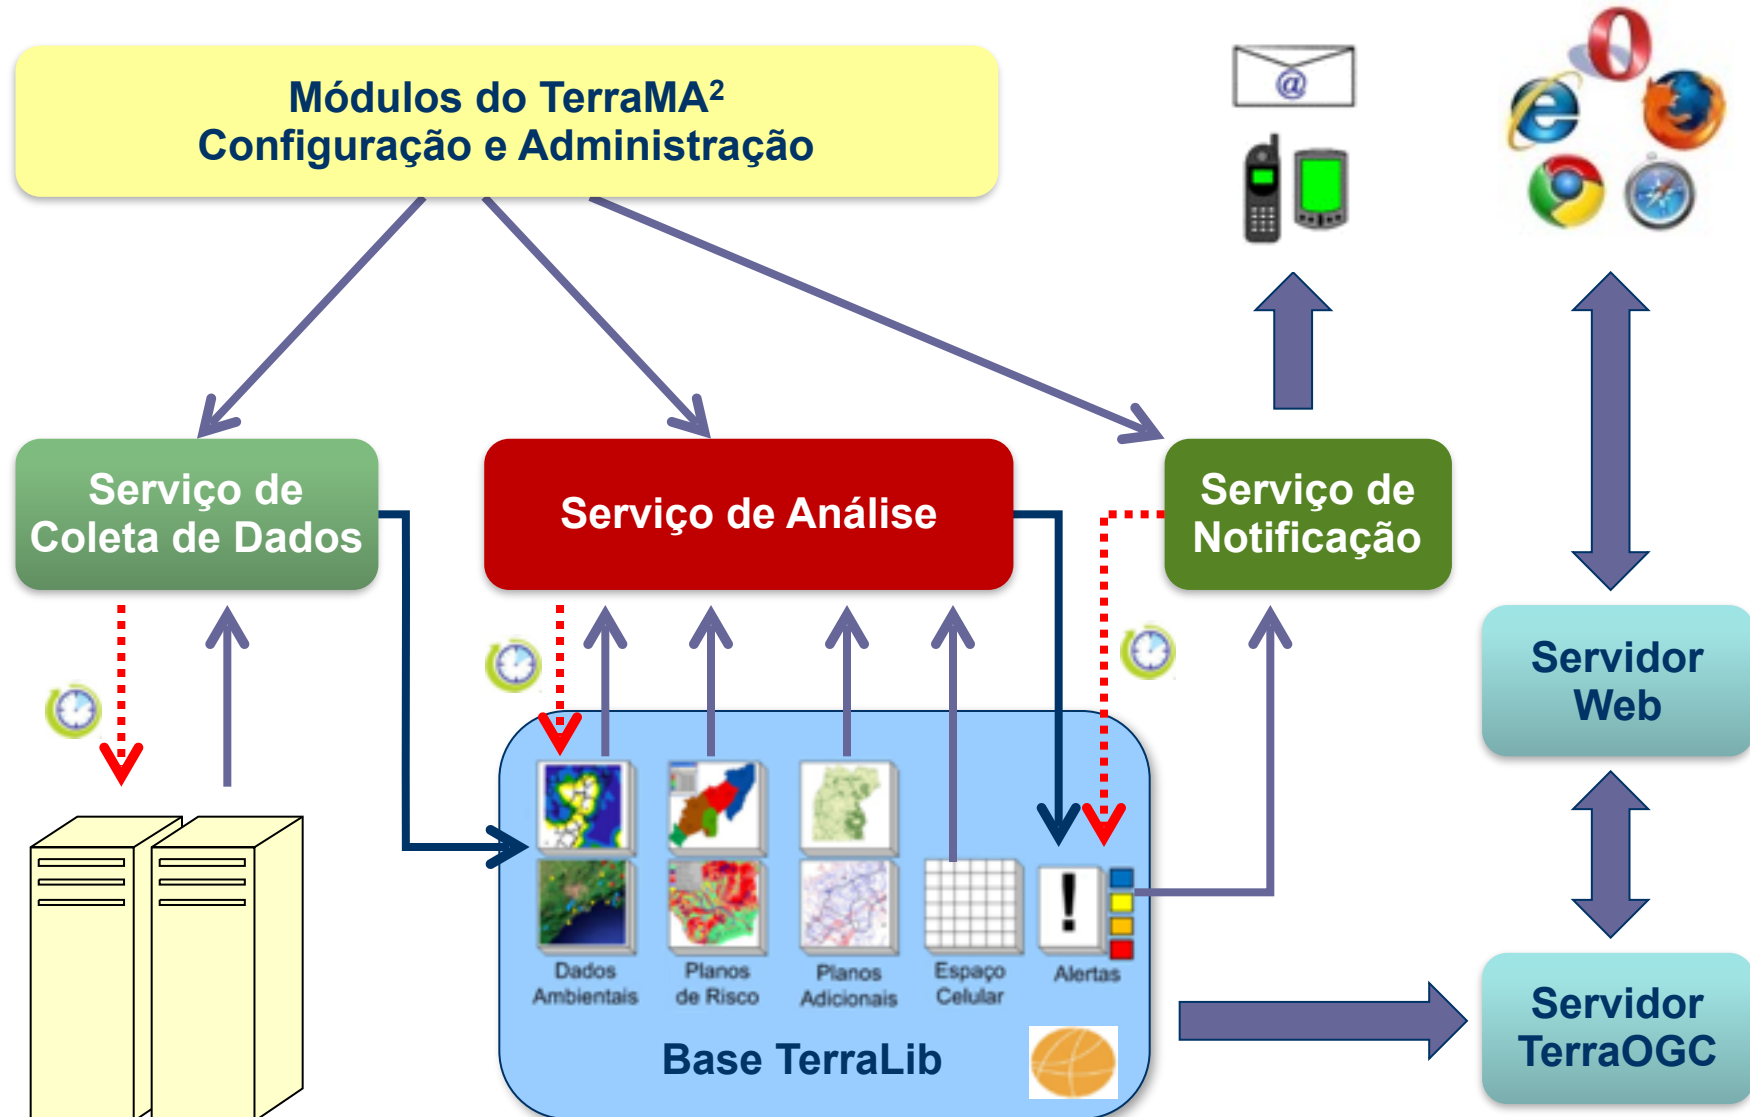 Módulos do TerraMA²
Configuração e Administração
@
Serviço de
Coleta de Dados
Serviço de Análise
Serviço de
Notificação
Servidor
Web
!
Dados
Ambientais
Planos
de Risco
Planos
Adicionais
Espaço
Celular
Alertas
Base TerraLib
Servidor
TerraOGC